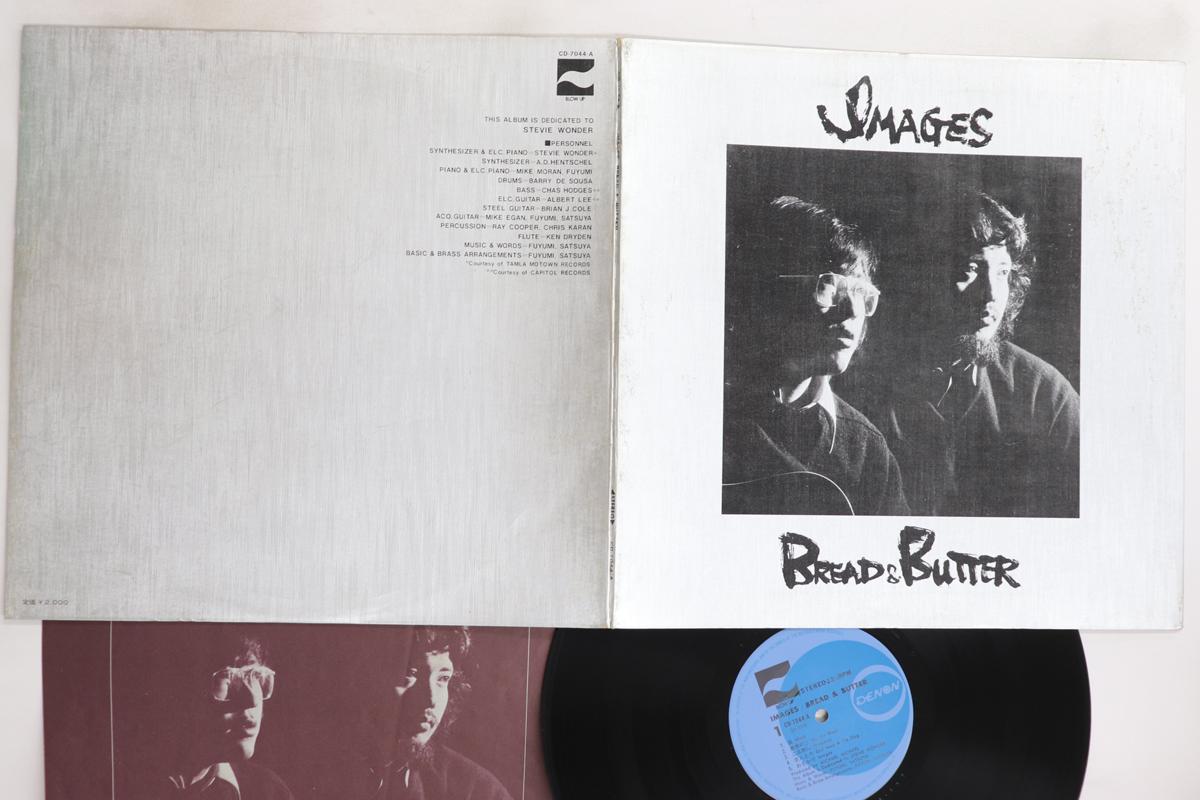 CD-7044-A
BLOW UP
THIS ALBUM IS DEDICATED TO
STEVIE WONDER
■PERSONNEL
SYNTHESIZER & ELC. PIANO—STEVIE WONDER*
SYNTHESIZER—A.D.HENTSCHEL
PIANO & ELC.PIANO—MIKE MORAN, FUYUMI
DRUMS—BARRY DE SOUSA
BASS—CHAS HODGES**
ELC.GUITAR—ALBERT LEE**
STEEL GUITAR—BRIAN J.COLE
ACO.GUITAR—MIKE EGAN, FUYUMI, SATSUYA
PERCUSSION—RAY COOPER, CHRIS KARAN
FLUTE—KEN DRYDEN
MUSIC & WORDS—FUYUMI, SATSUYA
BASIC & BRASS ARRANGEMENTS—FUYUMI, SATSUYA
*Courtesy of TAMLA MOTOWN RECORDS
**Courtesy of CAPITOL RECORDS
定価 ¥2,000
IMAGES
BREAD & BUTTER
STEREO 33 RPM
DENON
IMAGES / BREAD & BUTTER
CD-7044-A
1